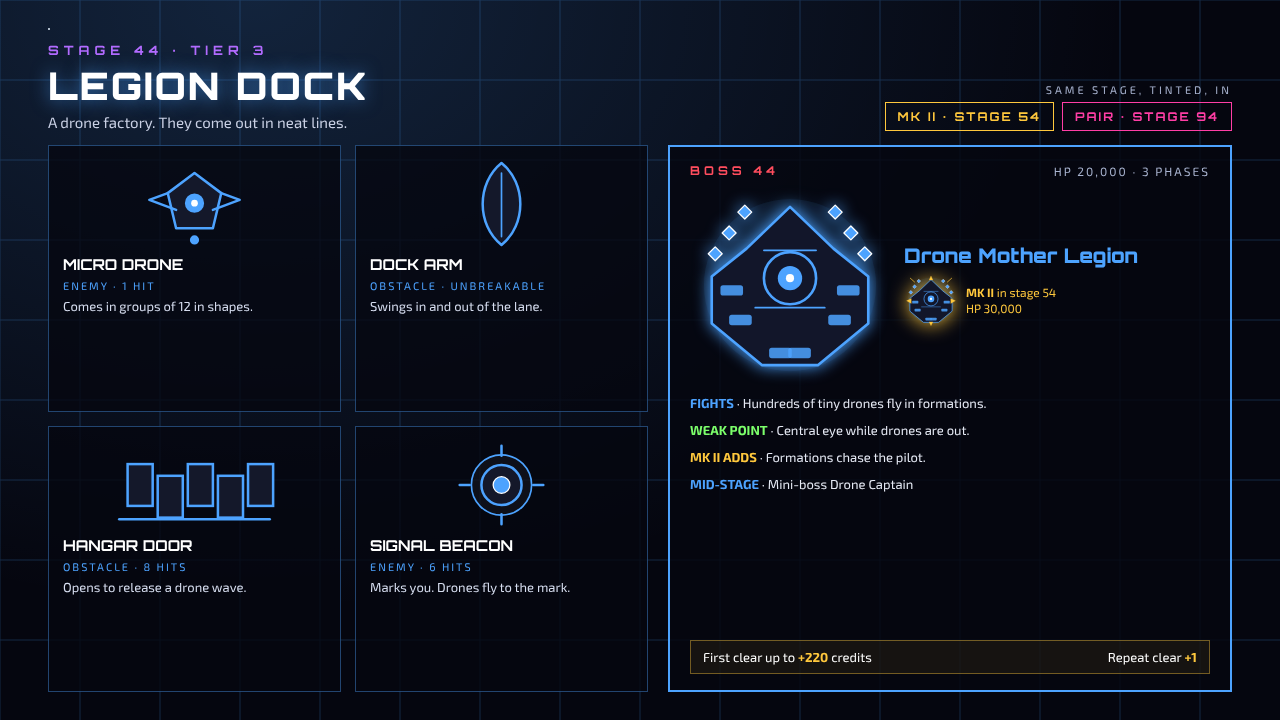 STAGE 44 · TIER 3
LEGION DOCK
A drone factory. They come out in neat lines.
SAME STAGE, TINTED, IN
MK II · STAGE 54
PAIR · STAGE 94
MICRO DRONE
ENEMY · 1 HIT
Comes in groups of 12 in shapes.
DOCK ARM
OBSTACLE · UNBREAKABLE
Swings in and out of the lane.
HANGAR DOOR
OBSTACLE · 8 HITS
Opens to release a drone wave.
SIGNAL BEACON
ENEMY · 6 HITS
Marks you. Drones fly to the mark.
BOSS 44
HP 20,000 · 3 PHASES
Drone Mother Legion
MK II in stage 54
HP 30,000
FIGHTS · Hundreds of tiny drones fly in formations.
WEAK POINT · Central eye while drones are out.
MK II ADDS · Formations chase the pilot.
MID-STAGE · Mini-boss Drone Captain
First clear up to +220 credits
Repeat clear +1